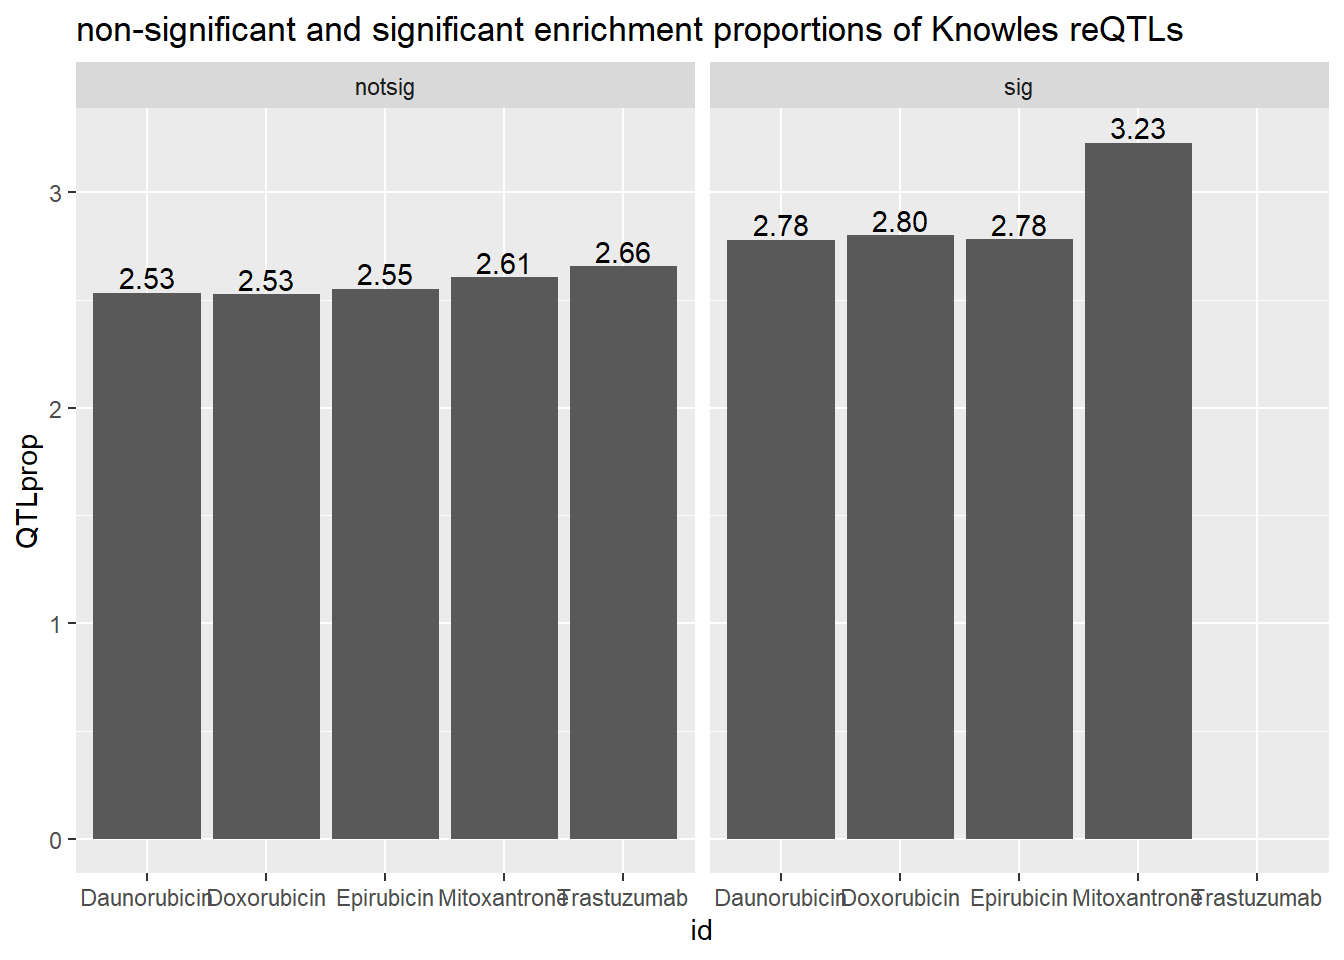 non-significant and significant enrichment proportions of Knowles reQTLs
notsig
sig
QTLprop
3
2
1
0
2.53
2.53
2.55
2.61
2.66
2.78
2.80
2.78
3.23
Daunorubicin Doxorubicin Epirubicin Mitoxantrone Trastuzumab
Daunorubicin Doxorubicin Epirubicin Mitoxantrone Trastuzumab
id